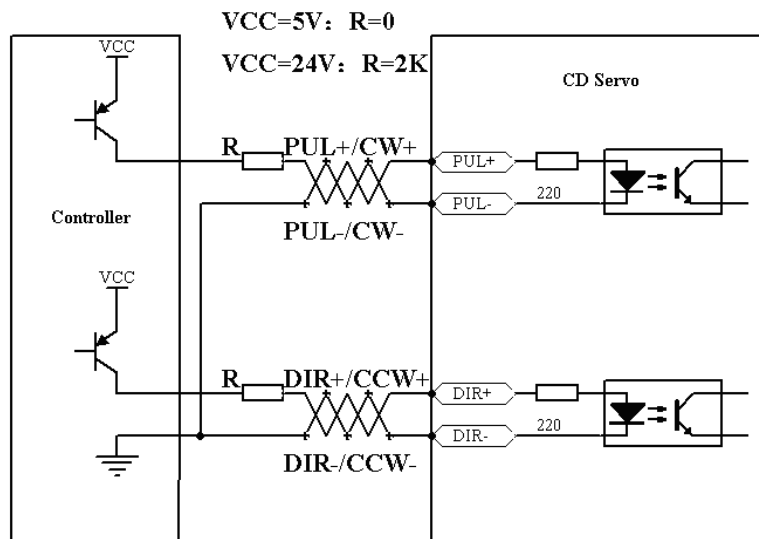 VCC=5V：R=0
VCC
VCC=24V：R=2K
CD Servo
R
PUL+/CW+
PUL+
Controller
220
PUL-
PUL-/CW-
VCC
R
DIR+/CCW+
DIR+
220
DIR-
DIR-/CCW-